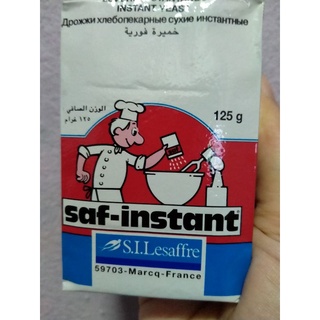 INSTANT YEAST
Дрожжи хлебопекарные сухие инстантные
خميرة فورية
الوزن الصافي
١٢٥ غرام
125 g
saf-instant
S.I.Lesaffre
59703-Marcq-France